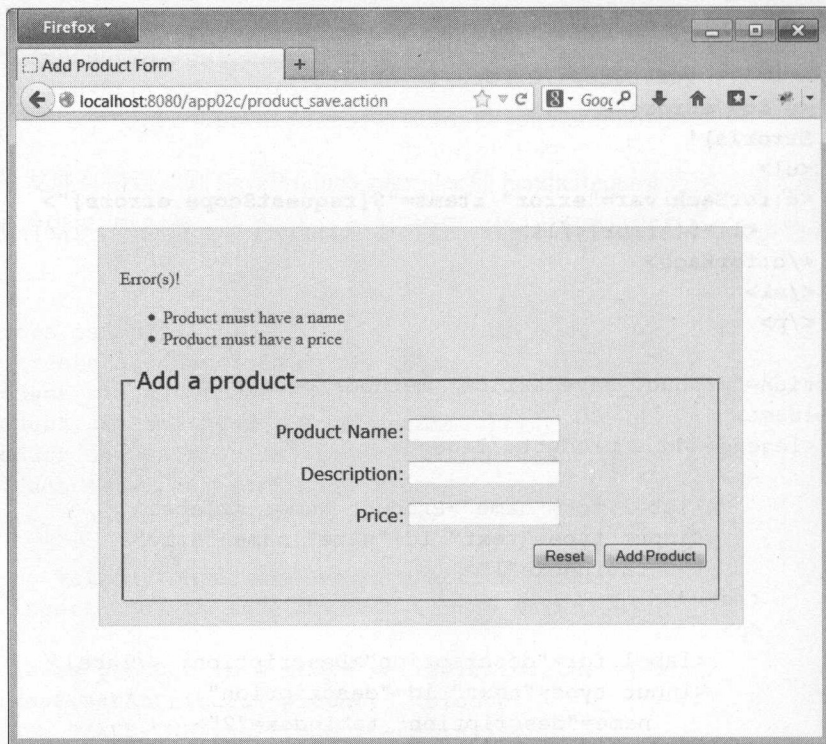 Firefox
Add Product Form
+
localhost:8080/app02c/product_save.action
Error(s)!
• Product must have a name
• Product must have a price
Add a product
Product Name:
Description:
Price:
Reset Add Product